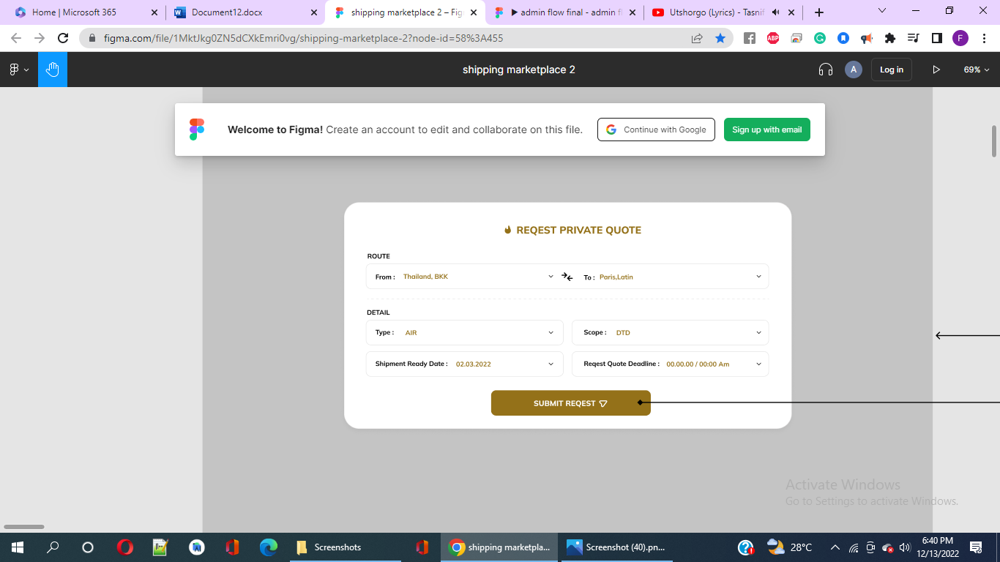 Home | Microsoft 365
Document12.docx
shipping marketplace 2 – Fig
▶ admin flow final - admin fl
Utshorgo (Lyrics) - Tasnif
figma.com/file/1MktJkg0ZN5dCXkEmri0vg/shipping-marketplace-2?node-id=58%3A455
ABP
F
shipping marketplace 2
A
Log in
69%
Welcome to Figma! Create an account to edit and collaborate on this file.
Continue with Google
Sign up with email
REQEST PRIVATE QUOTE
ROUTE
From : Thailand, BKK
To : Paris,Latin
DETAIL
Type : AIR
Scope : DTD
Shipment Ready Date : 02.03.2022
Reqest Quote Deadline : 00.00.00 / 00:00 Am
SUBMIT REQEST
Activate Windows
Go to Settings to activate Windows.
Screenshots
shipping marketpla...
Screenshot (40).pn...
28°C
6:40 PM
12/13/2022